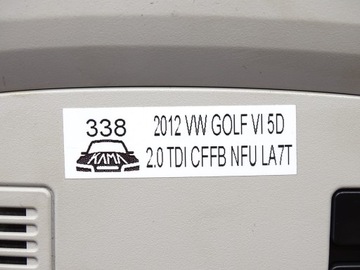 338
KAMA
2012 VW GOLF VI 5D
2.0 TDI CFFB NFU LA7T